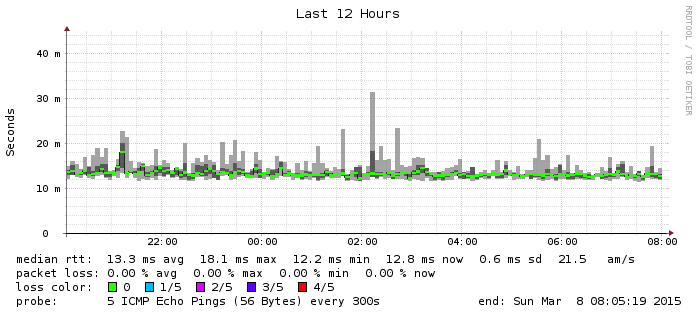 Last 12 Hours
RRDTOOL / TOBI OETIKER
Seconds
40 m
30 m
20 m
10 m
0
22:00 00:00 02:00 04:00 06:00 08:00
median rtt: 13.3 ms avg 18.1 ms max 12.2 ms min 12.8 ms now 0.6 ms sd 21.5 am/s
packet loss: 0.00 % avg 0.00 % max 0.00 % min 0.00 % now
loss color: 0 1/5 2/5 3/5 4/5
probe: 5 ICMP Echo Pings (56 Bytes) every 300s end: Sun Mar 8 08:05:19 2015